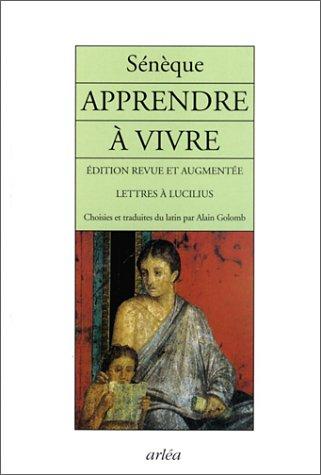 Sénèque
APPRENDRE
À VIVRE
ÉDITION REVUE ET AUGMENTÉE
LETTRES À LUCILIUS
Choisies et traduites du latin par Alain Golomb
arléa